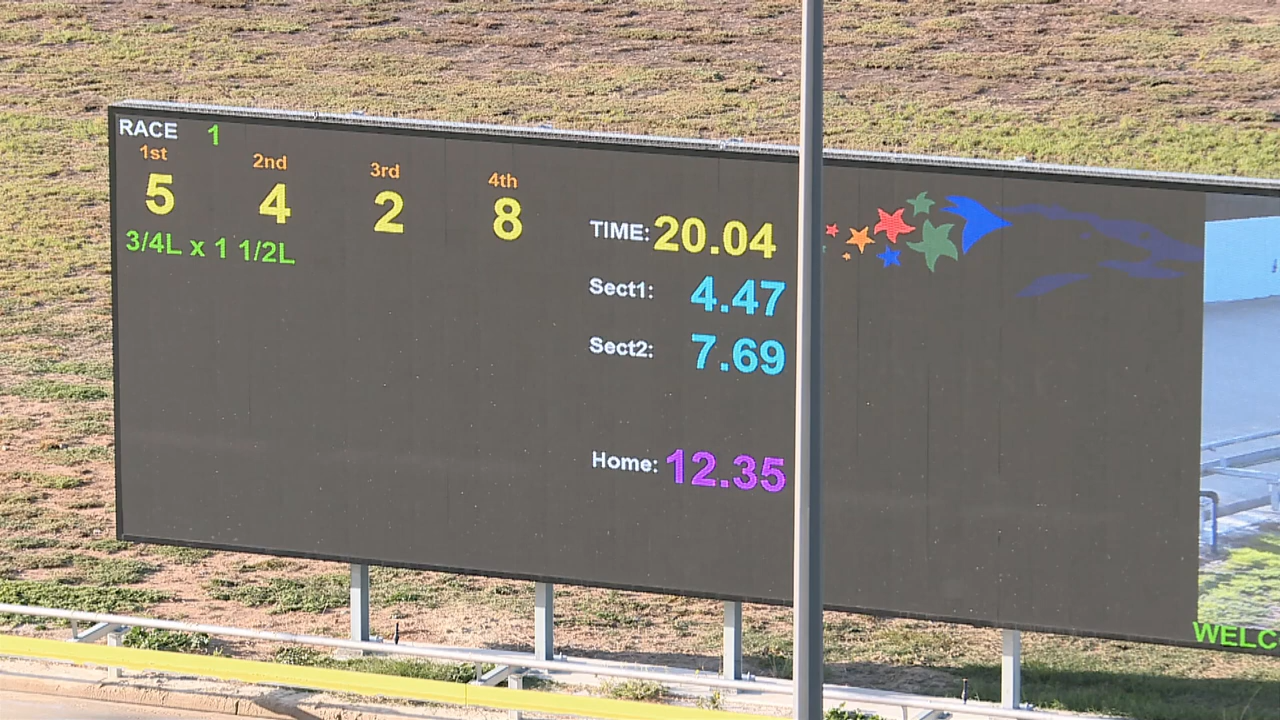 RACE 1
1st 2nd 3rd 4th
5 4 2 8
3/4L x 1 1/2L
TIME: 20.04
Sect1: 4.47
Sect2: 7.69
Home: 12.35
WELC